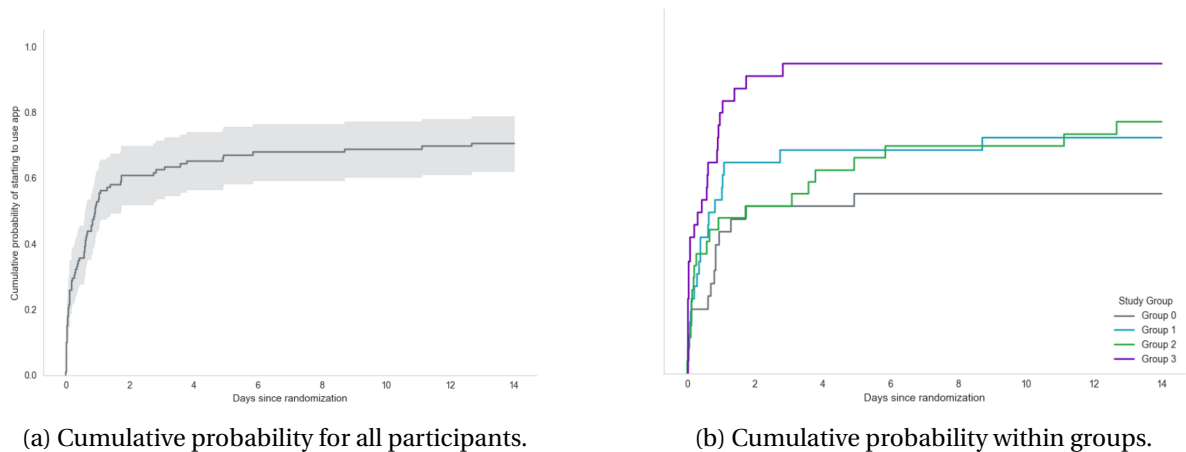 1.0
0.8
0.6
0.4
0.2
0.0
Cumulative probability of starting to use app
0 2 4 6 8 10 12 14
Days since randomization
(a) Cumulative probability for all participants.
Study Group
Group 0
Group 1
Group 2
Group 3
0 2 4 6 8 10 12 14
Days since randomization
(b) Cumulative probability within groups.